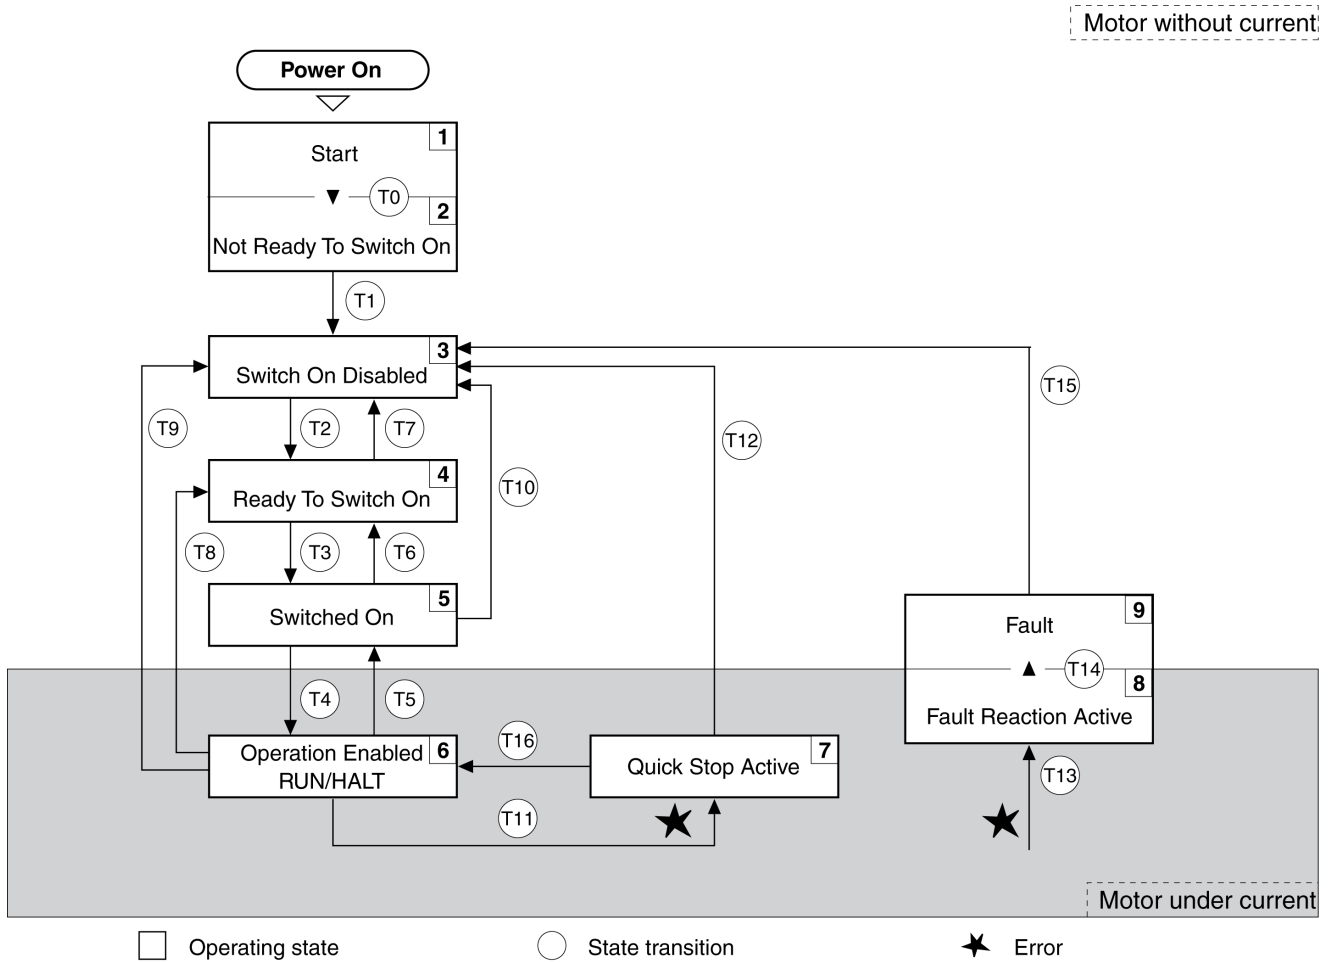 Motor without current
Power On
1
Start
T0
2
Not Ready To Switch On
T1
3
Switch On Disabled
T15
T9
T2
T7
T12
4
Ready To Switch On
T10
T8
T3
T6
5
Switched On
9
Fault
T14
8
Fault Reaction Active
T4
T5
Operation Enabled
6
RUN/HALT
T16
7
Quick Stop Active
T13
T11
Motor under current
Operating state
State transition
Error